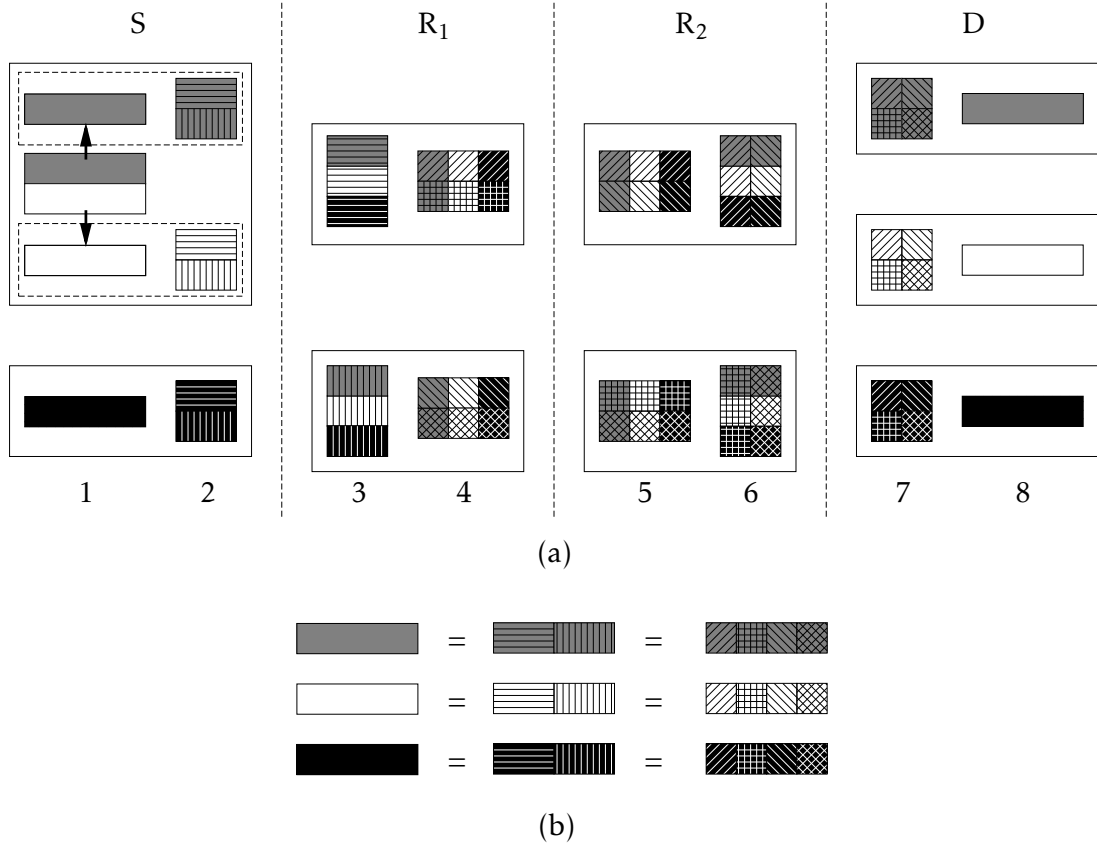 S R₁ R₂ D
1 2 3 4 5 6 7 8
(a)
= =
= =
= =
(b)